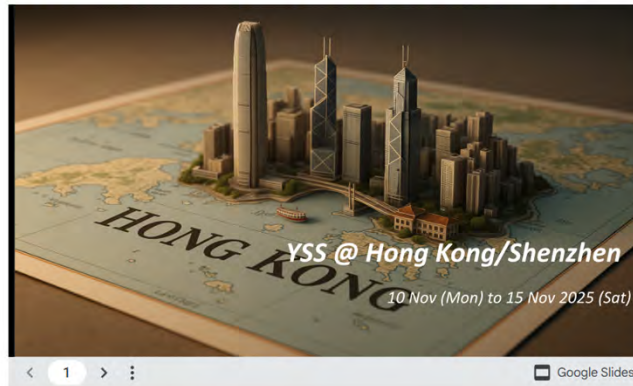 HONG KONG
YSS @ Hong Kong/Shenzhen
10 Nov (Mon) to 15 Nov 2025 (Sat)
1
Google Slides